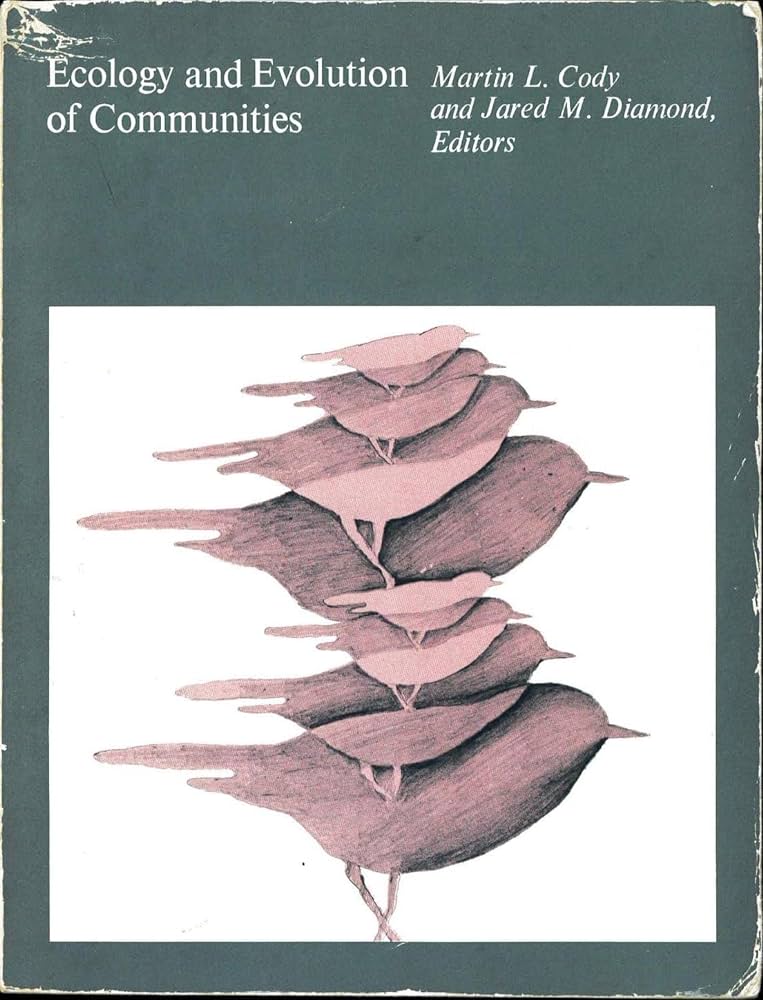 Ecology and Evolution
of Communities
Martin L. Cody
and Jared M. Diamond,
Editors